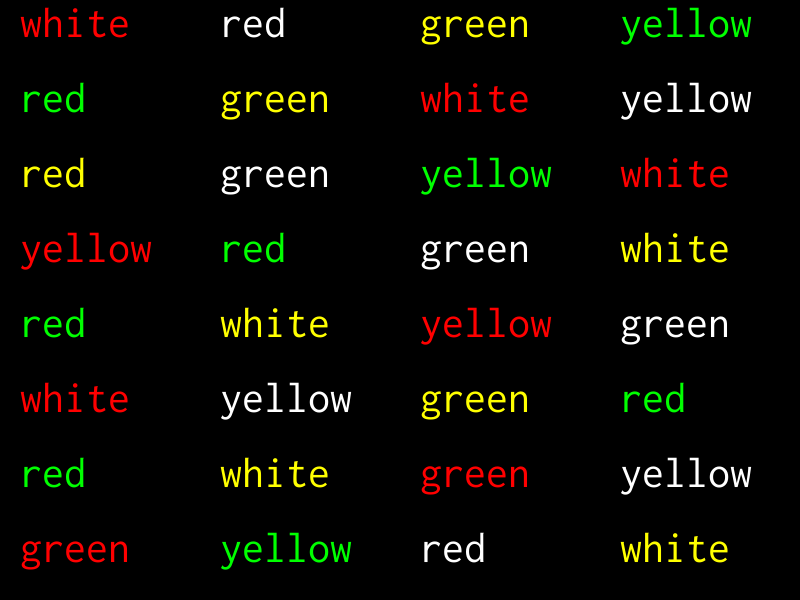 white red green yellow
red green white yellow
red green yellow white
yellow red green white
red white yellow green
white yellow green red
red white green yellow
green yellow red white